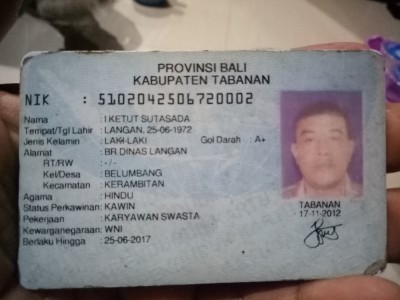 PROVINSI BALI
KABUPATEN TABANAN
NIK : 5102042506720002
Nama : I KETUT SUTASADA
Tempat/Tgl Lahir : LANGAN, 25-06-1972
Jenis Kelamin : LAKI-LAKI Gol Darah : A+
Alamat : BR.DINAS LANGAN
RT/RW : -/-
Kel/Desa : BELUMBANG
Kecamatan : KERAMBITAN
Agama : HINDU
Status Perkawinan: KAWIN
Pekerjaan : KARYAWAN SWASTA
Kewarganegaraan: WNI
Berlaku Hingga : 25-06-2017
TABANAN
17-11-2012